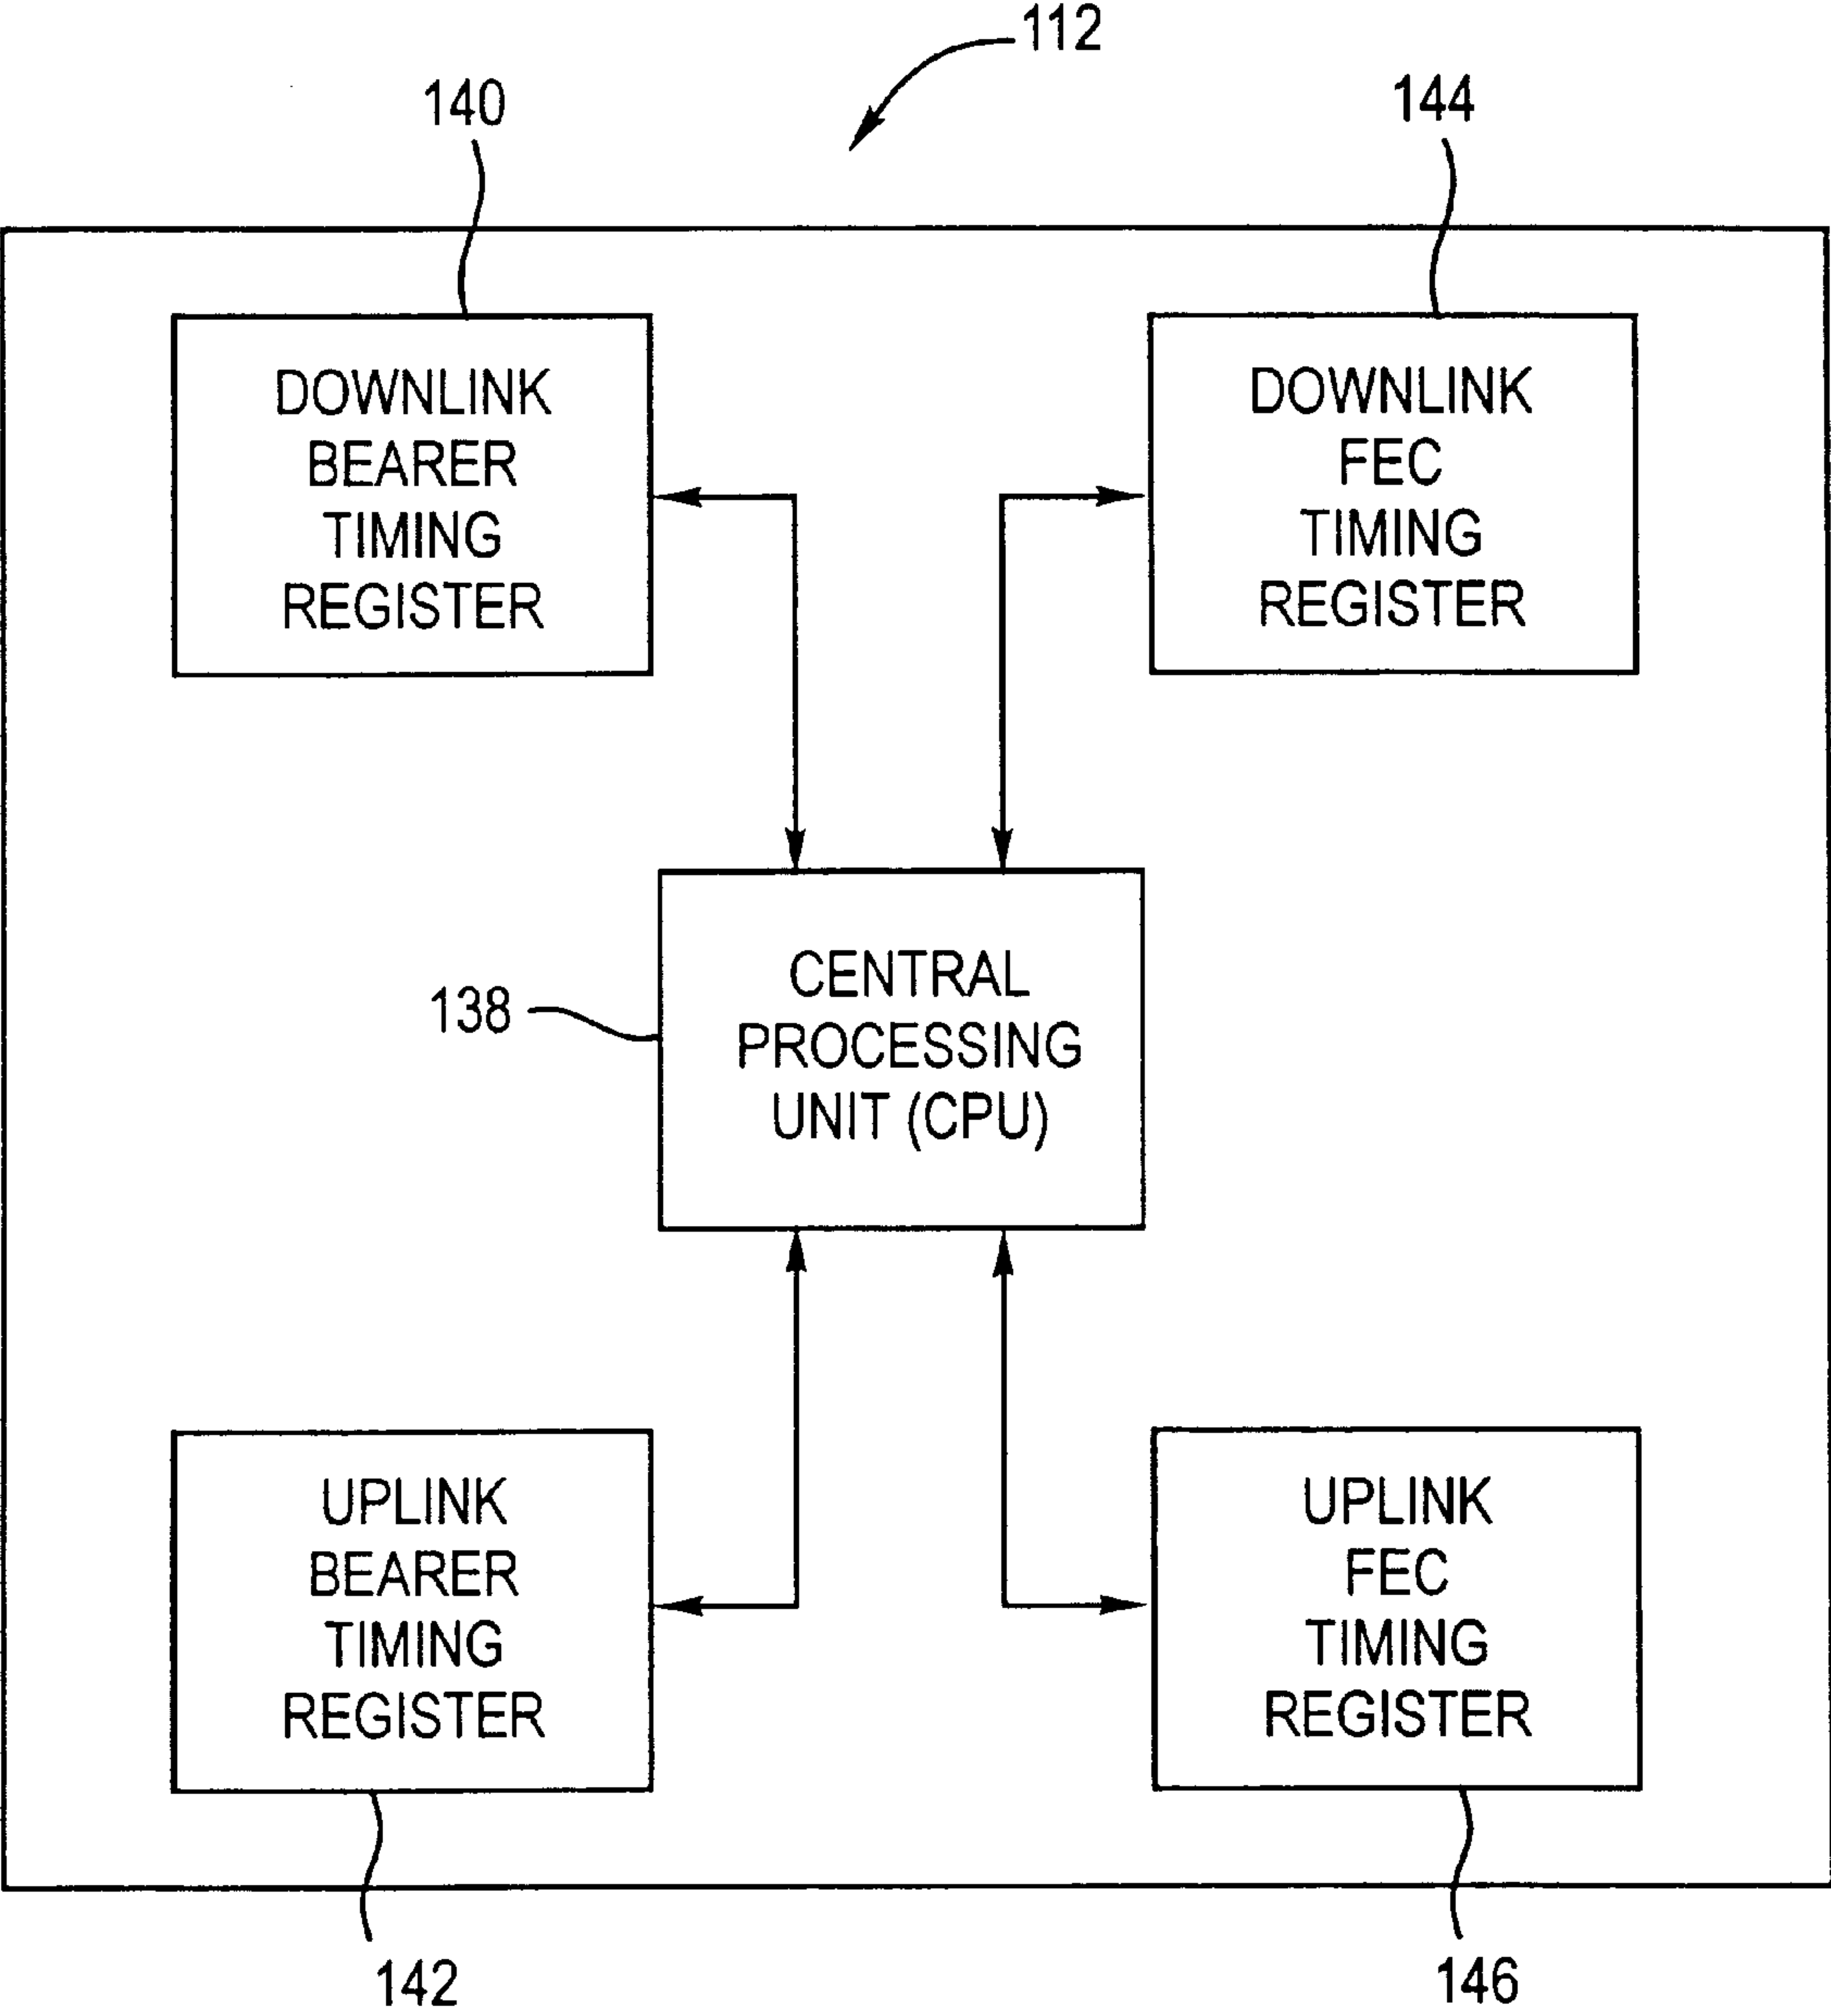 112
140
144
DOWNLINK
BEARER
TIMING
REGISTER
DOWNLINK
FEC
TIMING
REGISTER
138
CENTRAL
PROCESSING
UNIT (CPU)
UPLINK
BEARER
TIMING
REGISTER
UPLINK
FEC
TIMING
REGISTER
142
146